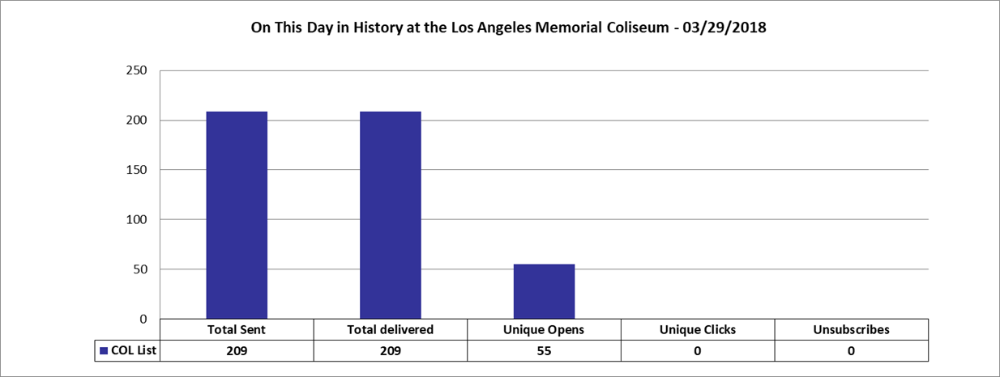 On This Day in History at the Los Angeles Memorial Coliseum - 03/29/2018
250
200
150
100
50
0
Total Sent Total delivered Unique Opens Unique Clicks Unsubscribes
COL List 209 209 55 0 0